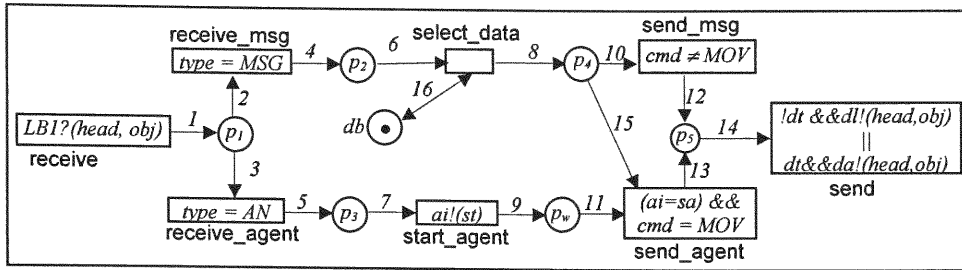 receive_msg
type = MSG
4
p2
6
select_data
8
p4
10
send_msg
cmd ≠ MOV
2
16
12
LB1?(head, obj)
receive
1
p1
db
15
p5
14
!dt &&dl!(head,obj)
||
dt&&da!(head,obj)
send
3
13
type = AN
receive_agent
5
p3
7
ai!(st)
start_agent
9
pw
11
(ai=sa) &&
cmd = MOV
send_agent